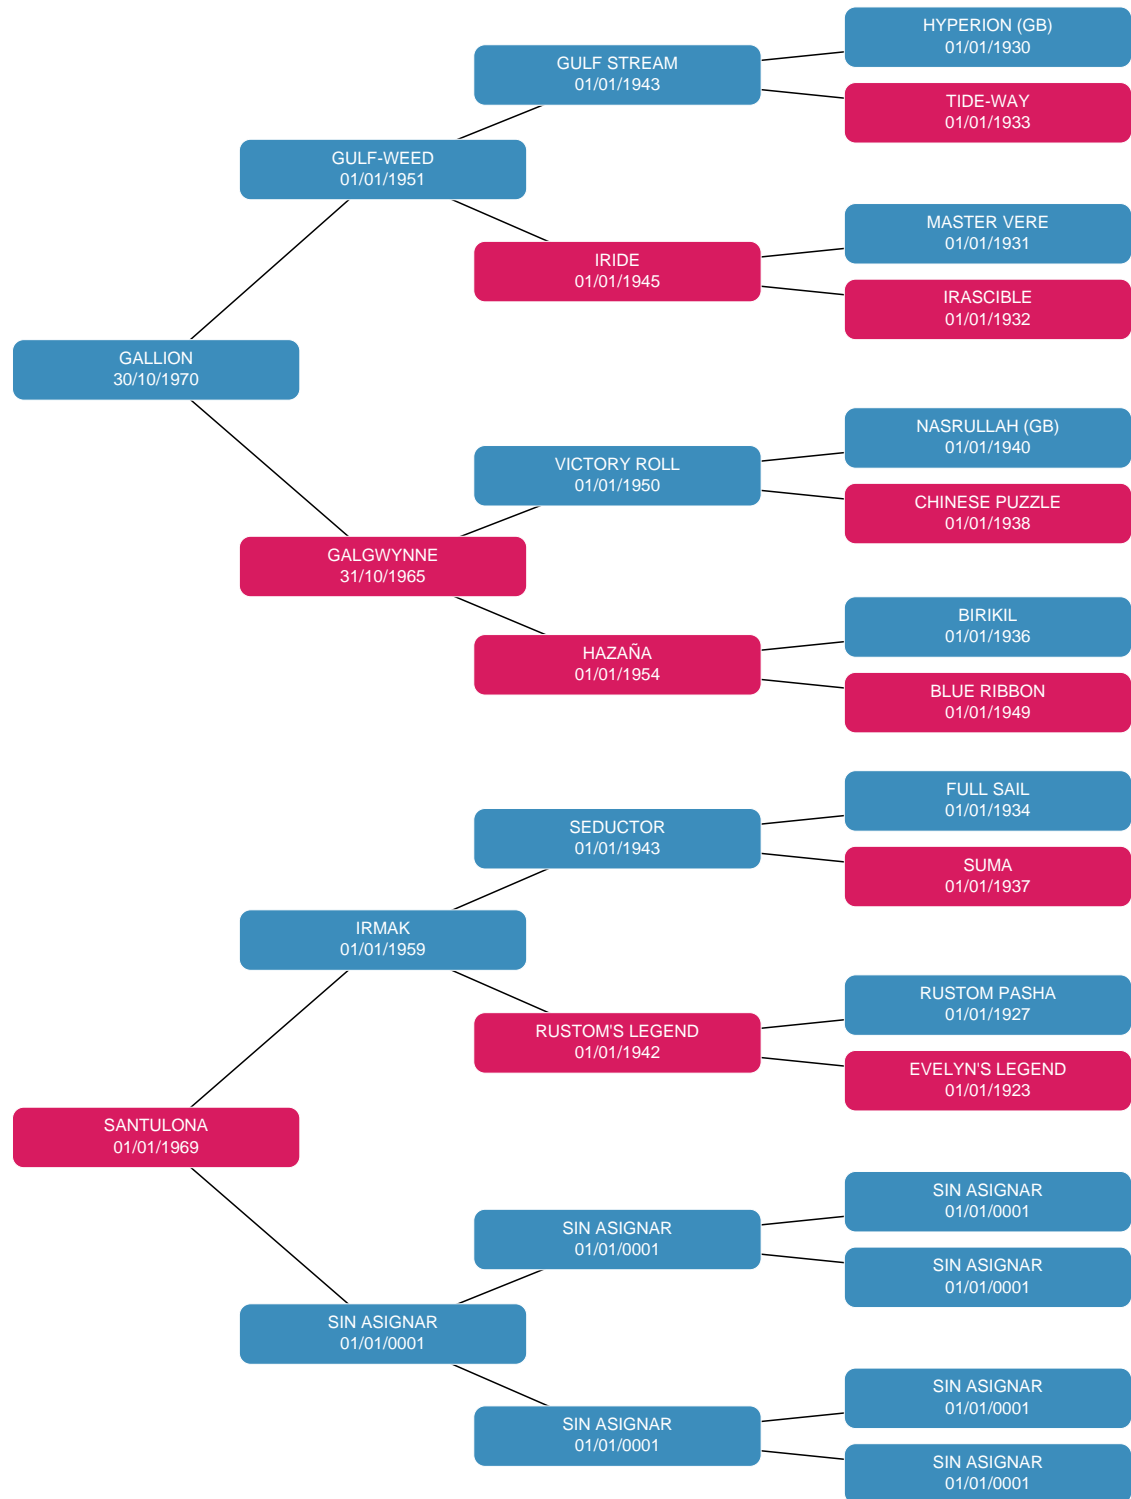 HYPERION (GB)
01/01/1930
GULF STREAM
01/01/1943
TIDE-WAY
01/01/1933
GULF-WEED
01/01/1951
MASTER VERE
01/01/1931
IRIDE
01/01/1945
IRASCIBLE
01/01/1932
GALLION
30/10/1970
NASRULLAH (GB)
01/01/1940
VICTORY ROLL
01/01/1950
CHINESE PUZZLE
01/01/1938
GALGWYNNE
31/10/1965
BIRIKIL
01/01/1936
HAZAÑA
01/01/1954
BLUE RIBBON
01/01/1949
FULL SAIL
01/01/1934
SEDUCTOR
01/01/1943
SUMA
01/01/1937
IRMAK
01/01/1959
RUSTOM PASHA
01/01/1927
RUSTOM'S LEGEND
01/01/1942
EVELYN'S LEGEND
01/01/1923
SANTULONA
01/01/1969
SIN ASIGNAR
01/01/0001
SIN ASIGNAR
01/01/0001
SIN ASIGNAR
01/01/0001
SIN ASIGNAR
01/01/0001
SIN ASIGNAR
01/01/0001
SIN ASIGNAR
01/01/0001
SIN ASIGNAR
01/01/0001